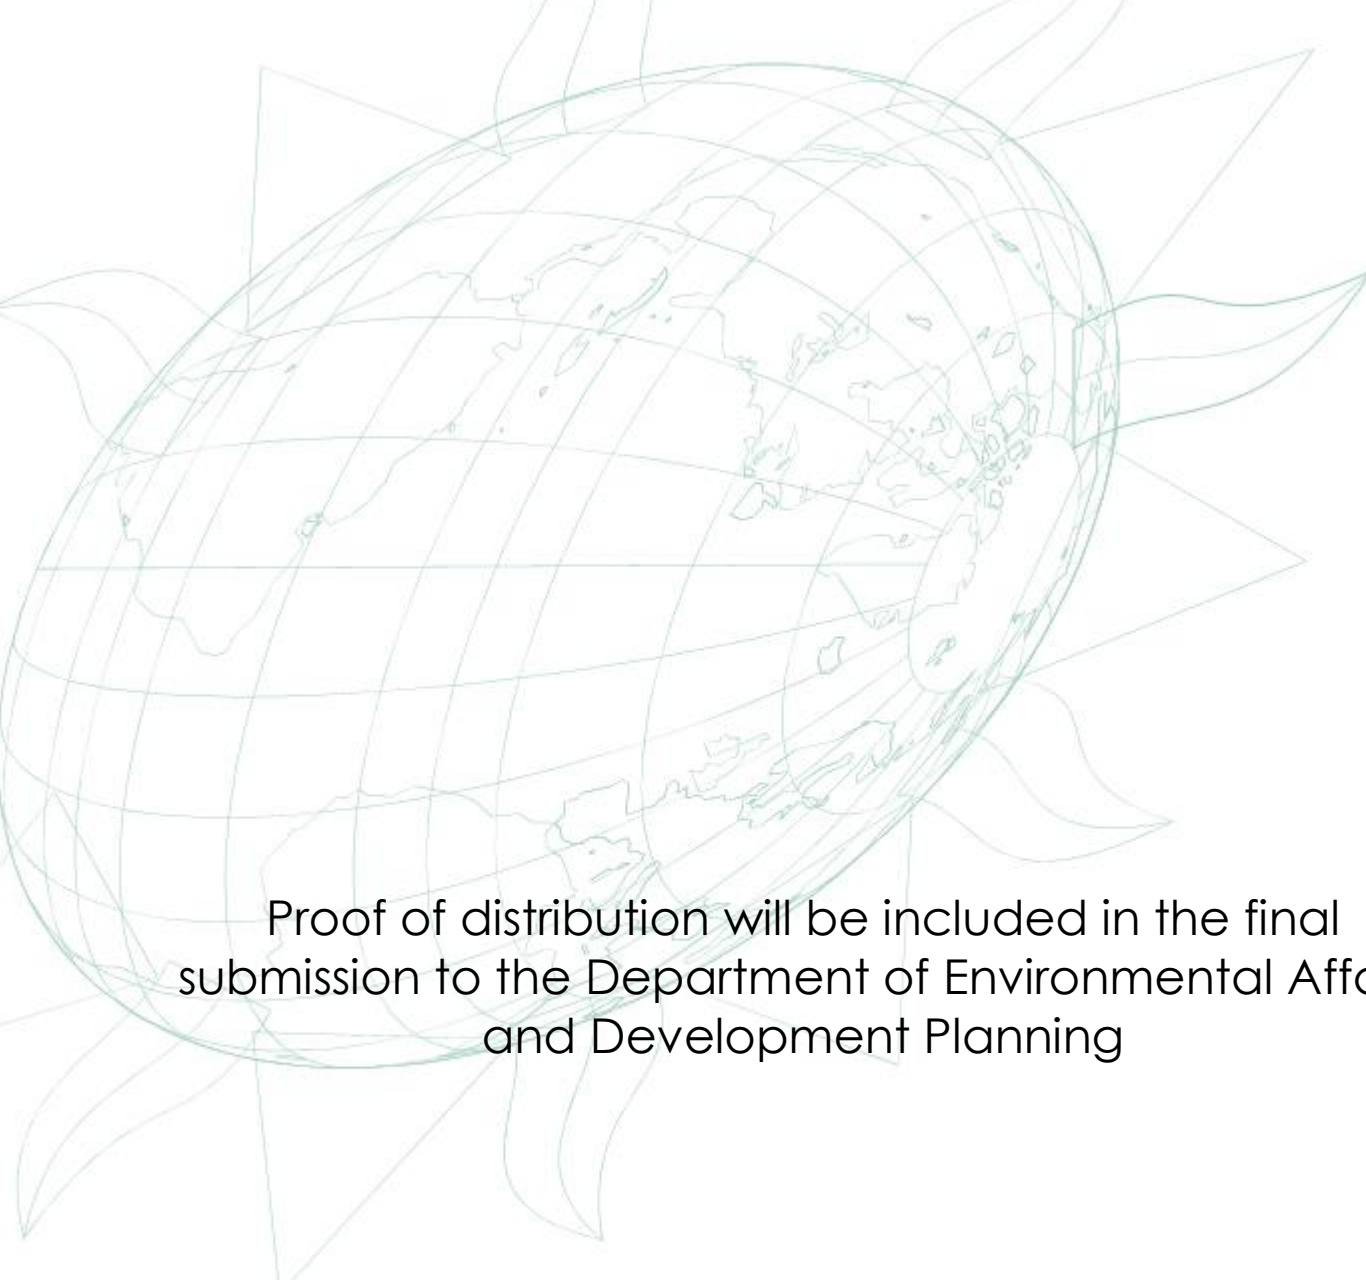 Proof of distribution will be included in the final
submission to the Department of Environmental Affa
and Development Planning